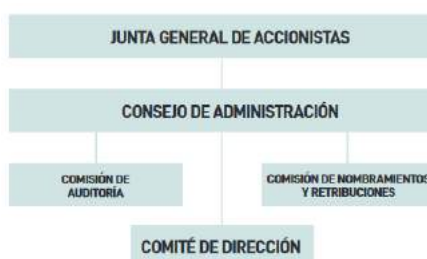 JUNTA GENERAL DE ACCIONISTAS
CONSEJO DE ADMINISTRACIÓN
COMISIÓN DE
AUDITORÍA
COMISIÓN DE NOMBRAMIENTOS
Y RETRIBUCIONES
COMITÉ DE DIRECCIÓN